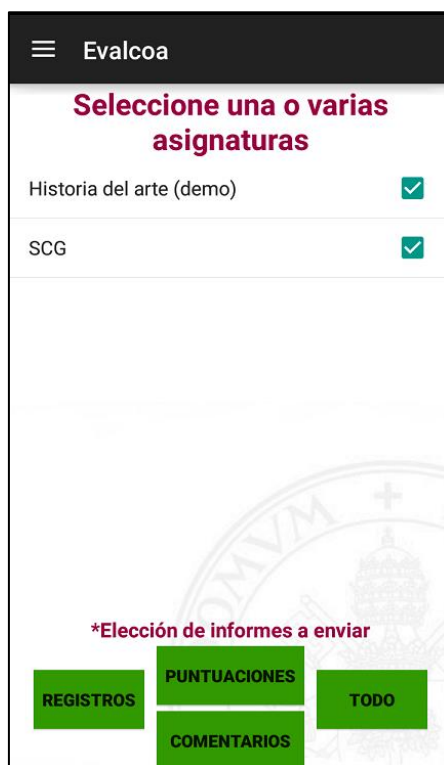 Evalcoa
Seleccione una o varias
asignaturas
Historia del arte (demo)
SCG
*Elección de informes a enviar
REGISTROS
PUNTUACIONES
COMENTARIOS
TODO